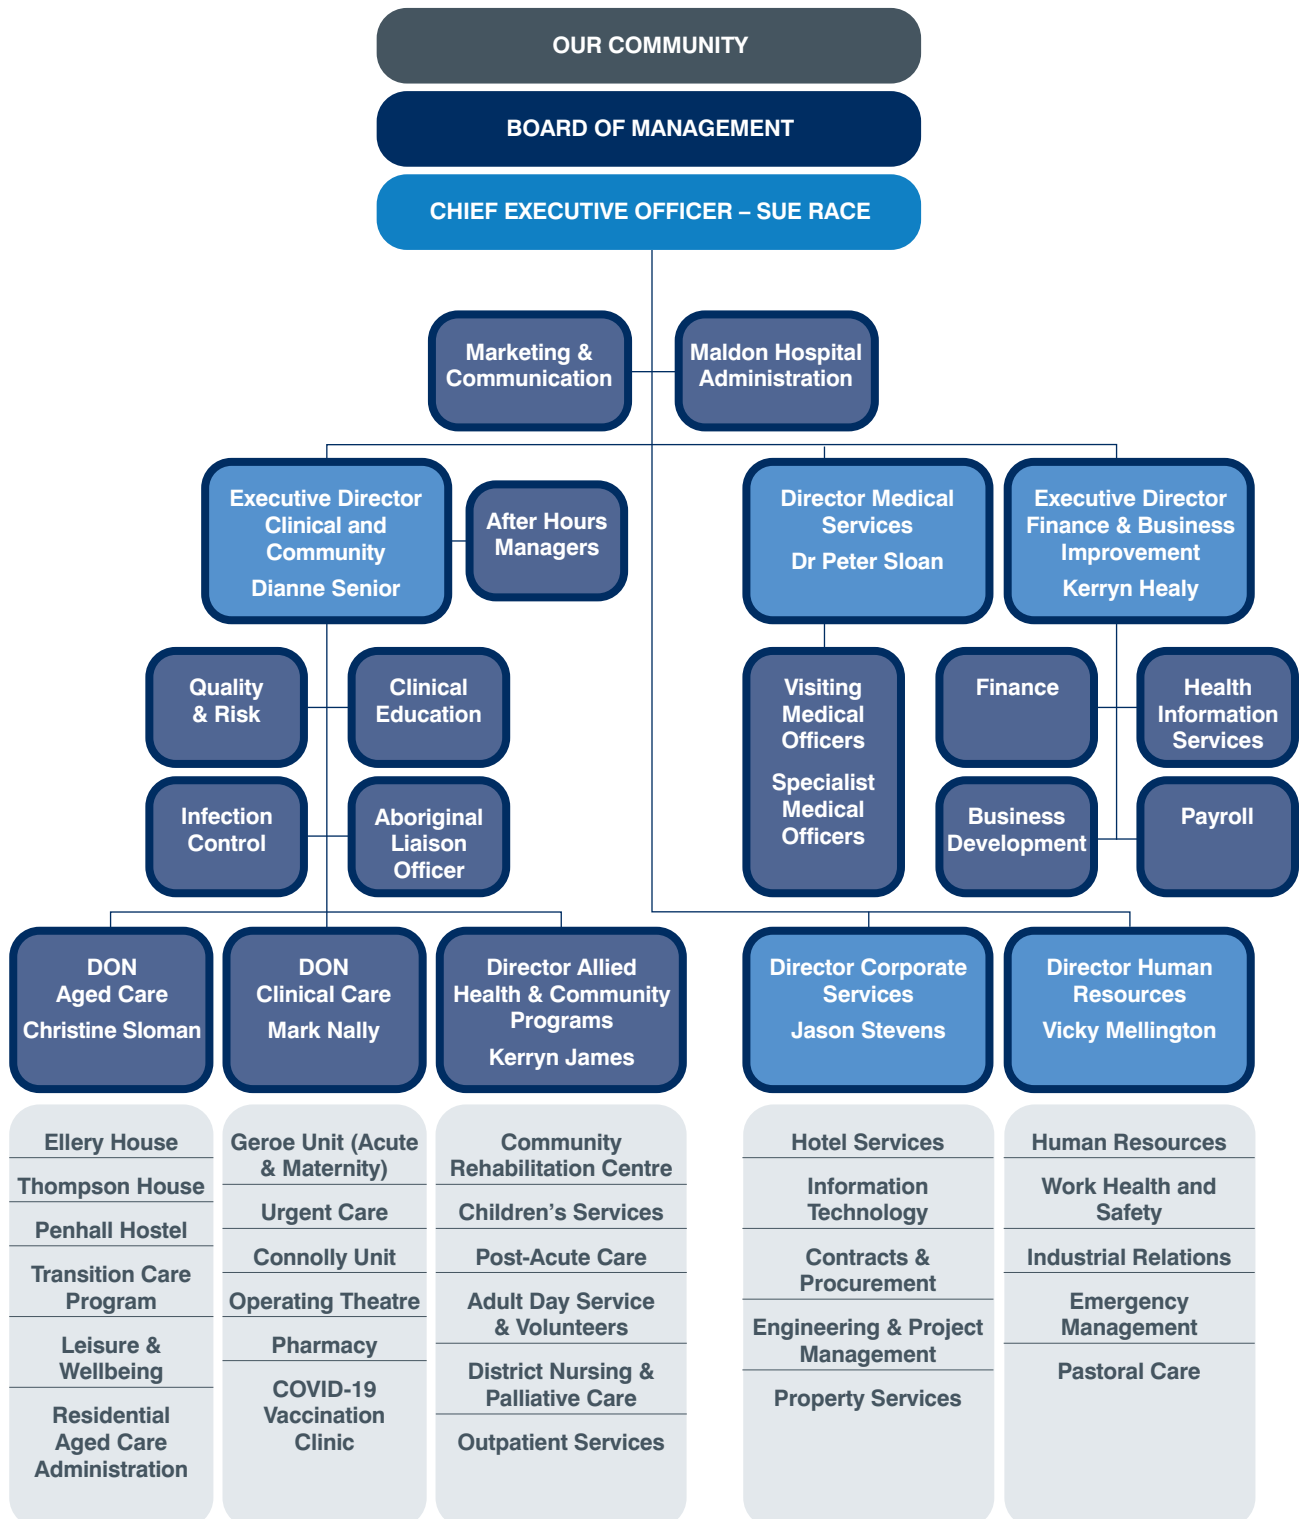 OUR COMMUNITY
BOARD OF MANAGEMENT
CHIEF EXECUTIVE OFFICER – SUE RACE
Marketing &
Communication
Maldon Hospital
Administration
Executive Director
Clinical and
Community
Dianne Senior
After Hours
Managers
Director Medical
Services
Dr Peter Sloan
Executive Director
Finance & Business
Improvement
Kerryn Healy
Quality
& Risk
Clinical
Education
Visiting
Medical
Officers
Specialist
Medical
Officers
Finance
Health
Information
Services
Infection
Control
Aboriginal
Liaison
Officer
Business
Development
Payroll
DON
Aged Care
Christine Sloman
DON
Clinical Care
Mark Nally
Director Allied
Health & Community
Programs
Kerryn James
Director Corporate
Services
Jason Stevens
Director Human
Resources
Vicky Mellington
Ellery House
Thompson House
Penhall Hostel
Transition Care
Program
Leisure &
Wellbeing
Residential
Aged Care
Administration
Geroe Unit (Acute
& Maternity)
Urgent Care
Connolly Unit
Operating Theatre
Pharmacy
COVID-19
Vaccination
Clinic
Community
Rehabilitation Centre
Children’s Services
Post-Acute Care
Adult Day Service
& Volunteers
District Nursing &
Palliative Care
Outpatient Services
Hotel Services
Information
Technology
Contracts &
Procurement
Engineering & Project
Management
Property Services
Human Resources
Work Health and
Safety
Industrial Relations
Emergency
Management
Pastoral Care